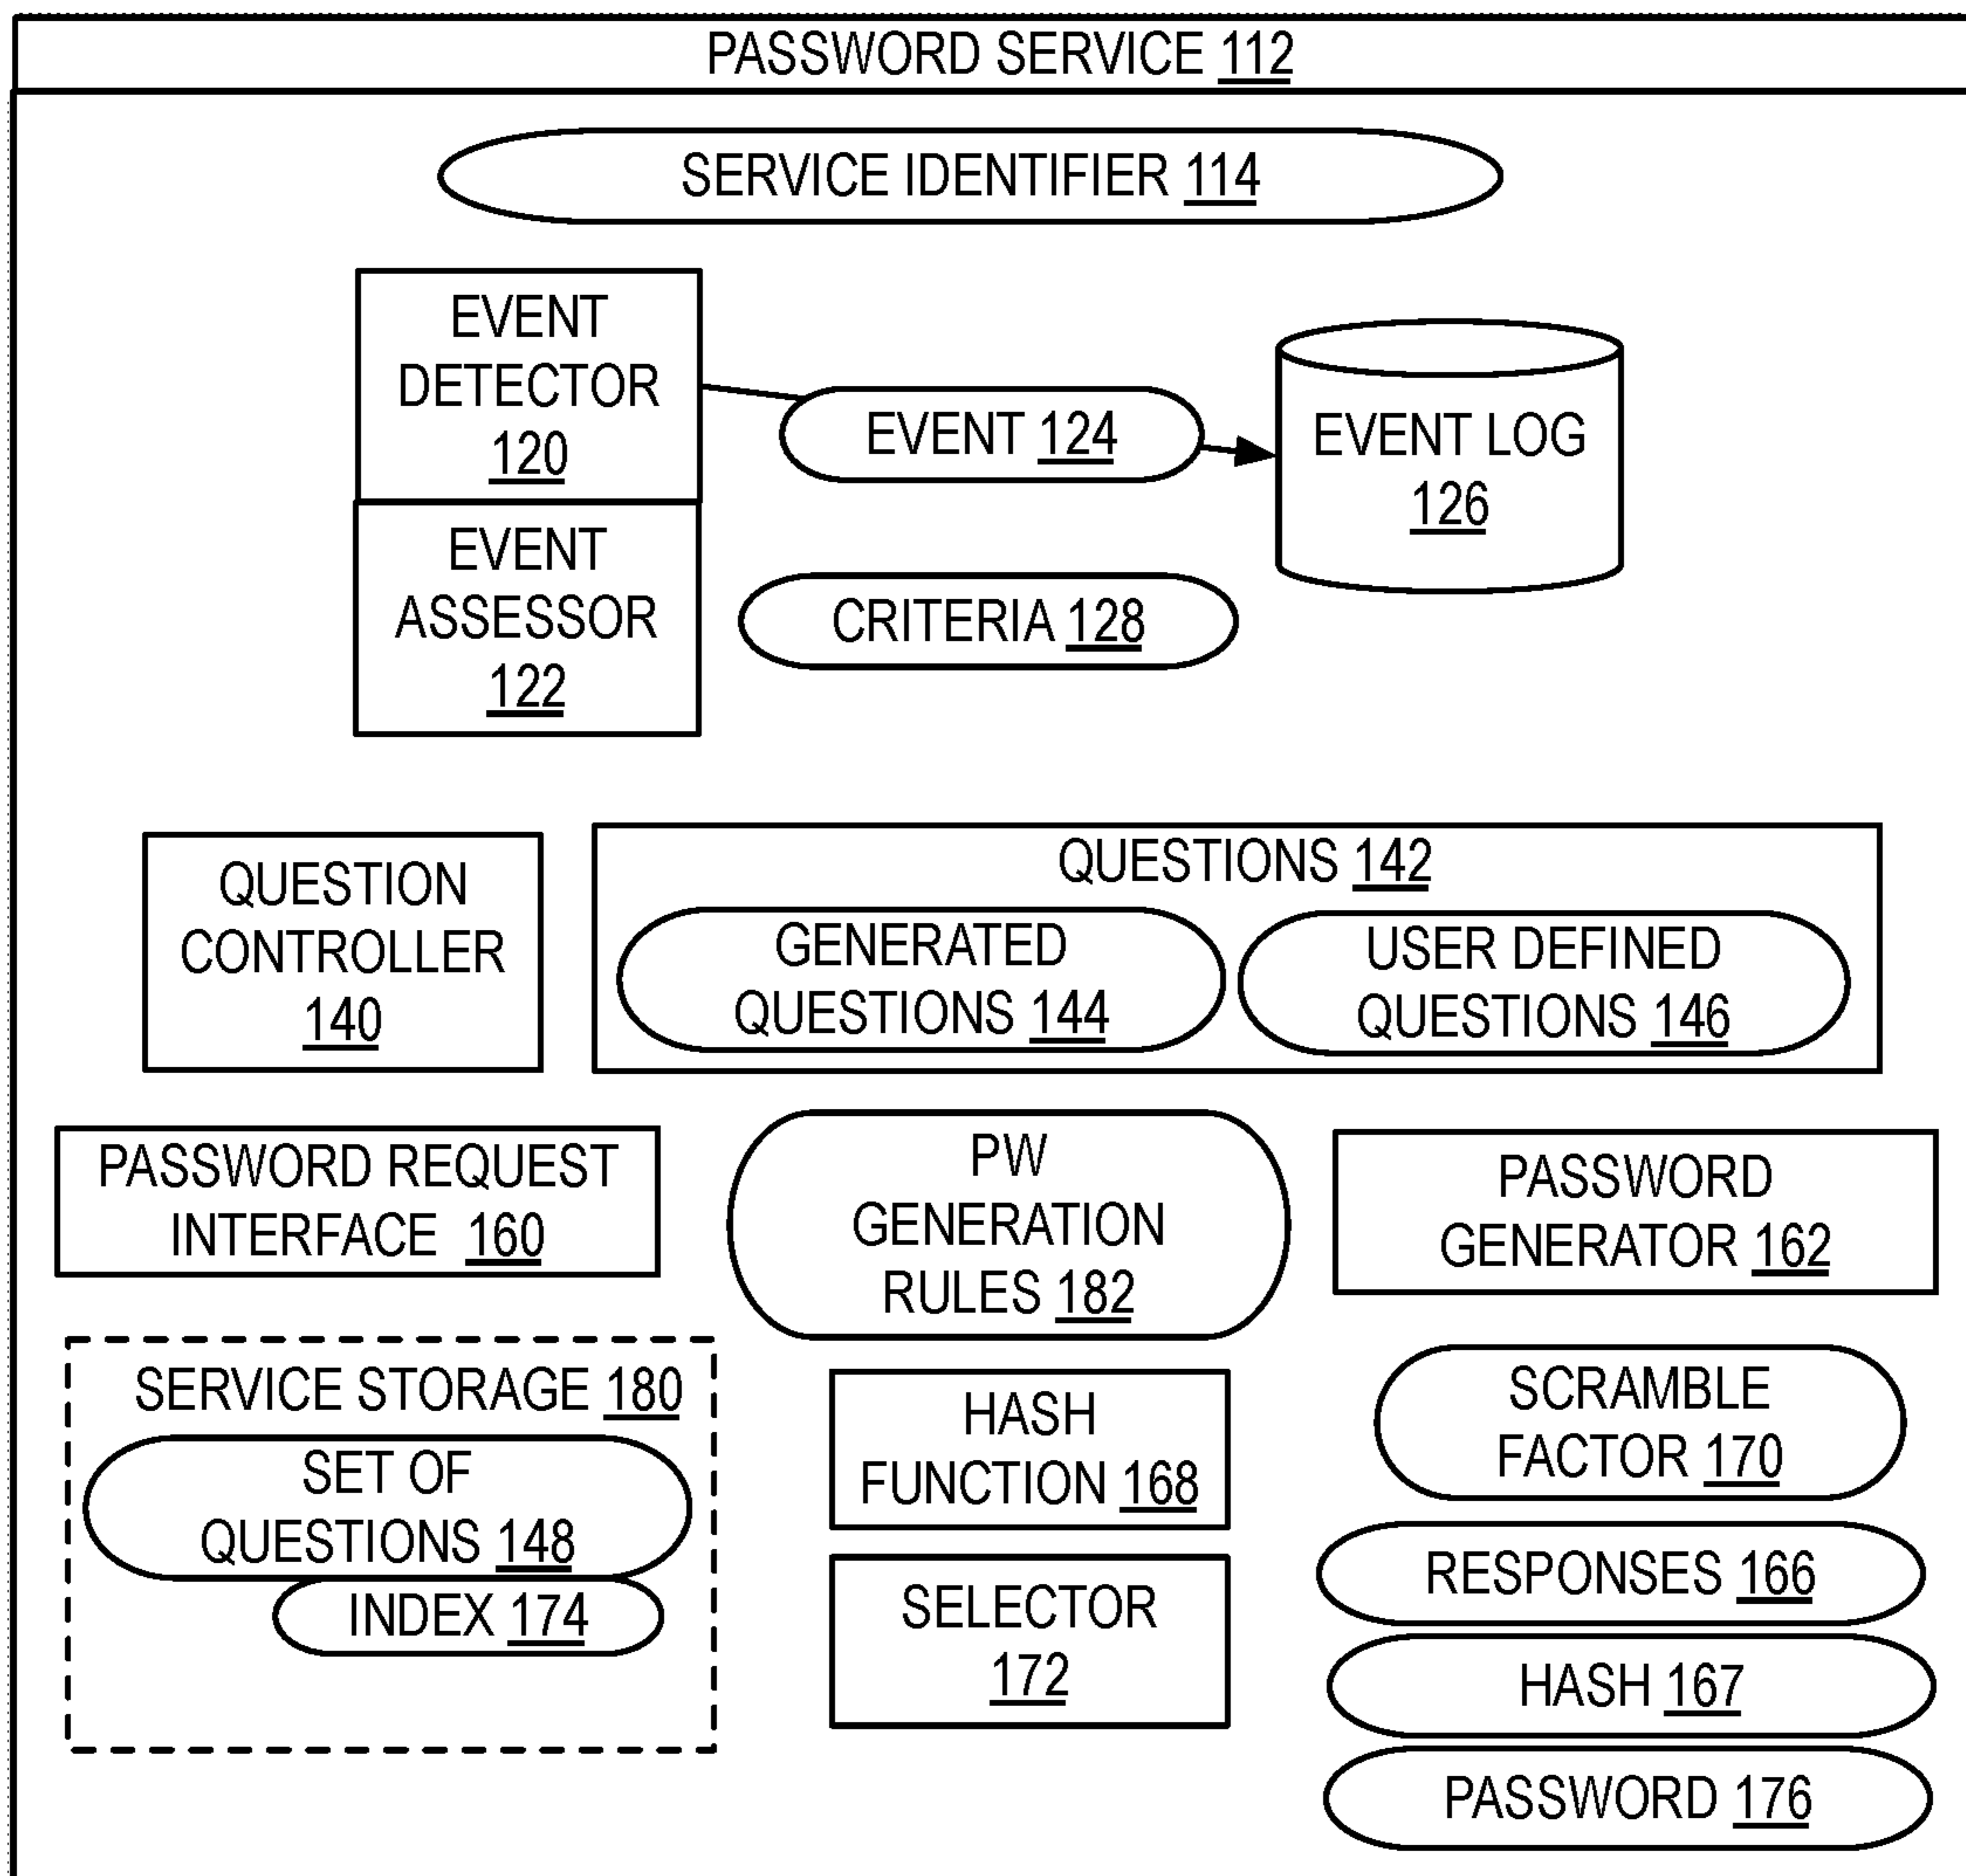 PASSWORD SERVICE 112
SERVICE IDENTIFIER 114
EVENT
DETECTOR
120
EVENT 124
EVENT LOG
126
EVENT
ASSESSOR
122
CRITERIA 128
QUESTION
CONTROLLER
140
QUESTIONS 142
GENERATED
QUESTIONS 144
USER DEFINED
QUESTIONS 146
PASSWORD REQUEST
INTERFACE 160
PW
GENERATION
RULES 182
PASSWORD
GENERATOR 162
SERVICE STORAGE 180
SET OF
QUESTIONS 148
INDEX 174
HASH
FUNCTION 168
SELECTOR
172
SCRAMBLE
FACTOR 170
RESPONSES 166
HASH 167
PASSWORD 176